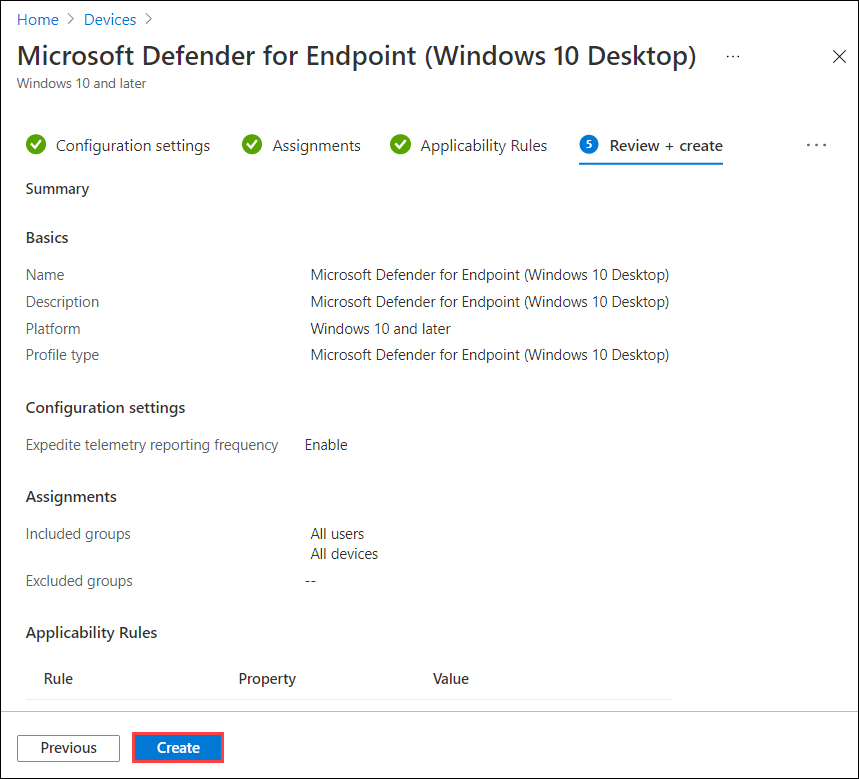 Home > Devices >
Microsoft Defender for Endpoint (Windows 10 Desktop) ...
Windows 10 and later
Configuration settings Assignments Applicability Rules 5 Review + create ...
Summary
Basics
Name Microsoft Defender for Endpoint (Windows 10 Desktop)
Description Microsoft Defender for Endpoint (Windows 10 Desktop)
Platform Windows 10 and later
Profile type Microsoft Defender for Endpoint (Windows 10 Desktop)
Configuration settings
Expedite telemetry reporting frequency Enable
Assignments
Included groups All users
All devices
Excluded groups --
Applicability Rules
Rule Property Value
Previous Create